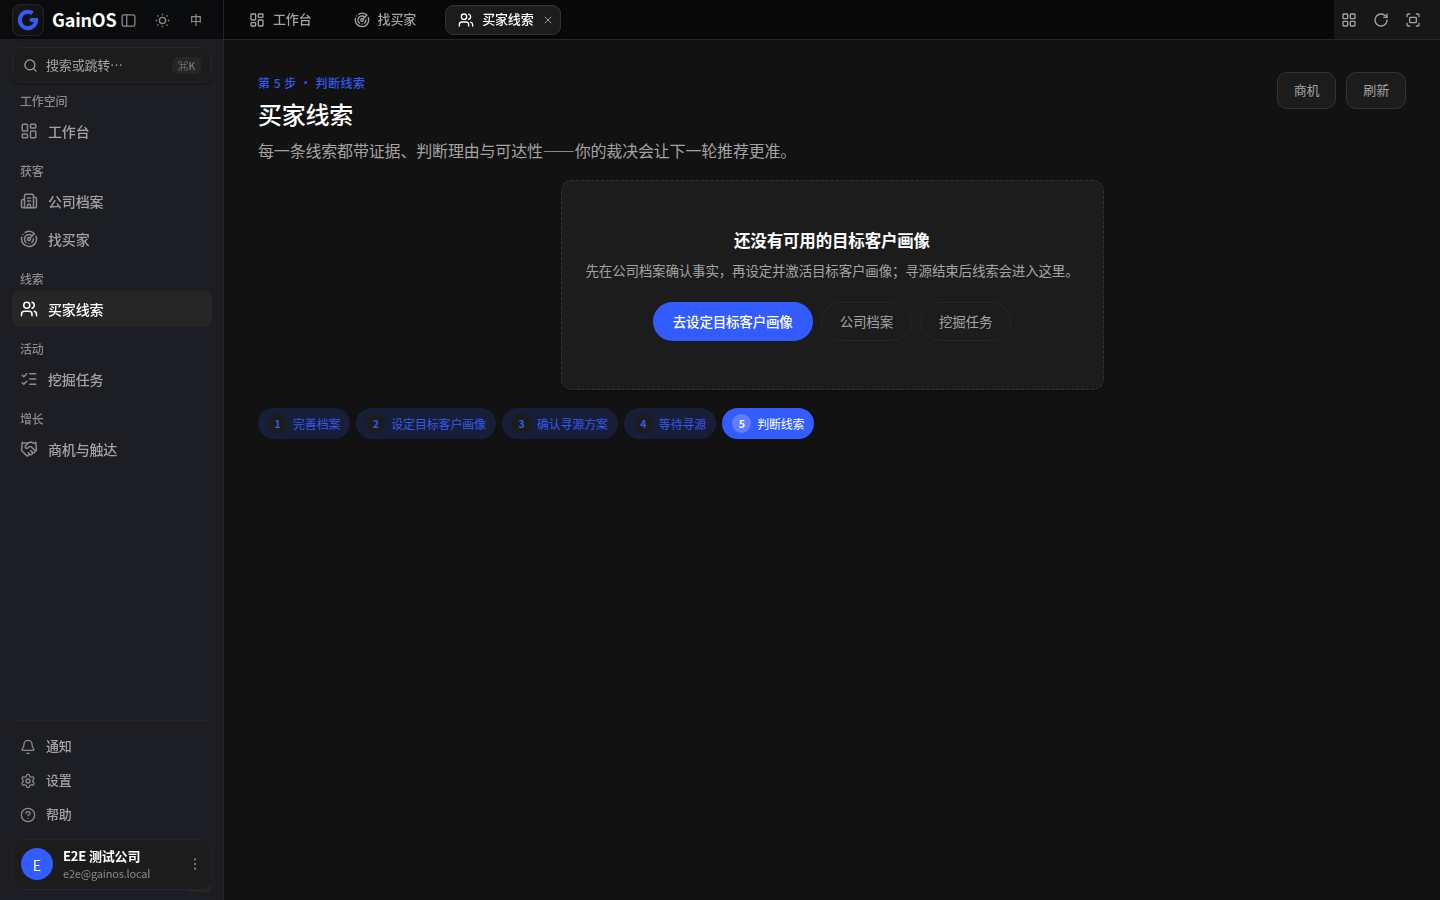 GainOS
中
工作台
找买家
买家线索
搜索或跳转…
⌘K
工作空间
工作台
获客
公司档案
找买家
线索
买家线索
活动
挖掘任务
增长
商机与触达
通知
设置
帮助
E
E2E 测试公司
e2e@gainos.local
第 5 步 · 判断线索
买家线索
每一条线索都带证据、判断理由与可达性——你的裁决会让下一轮推荐更准。
商机
刷新
还没有可用的目标客户画像
先在公司档案确认事实，再设定并激活目标客户画像；寻源结束后线索会进入这里。
去设定目标客户画像
公司档案
挖掘任务
1 完善档案
2 设定目标客户画像
3 确认寻源方案
4 等待寻源
5 判断线索